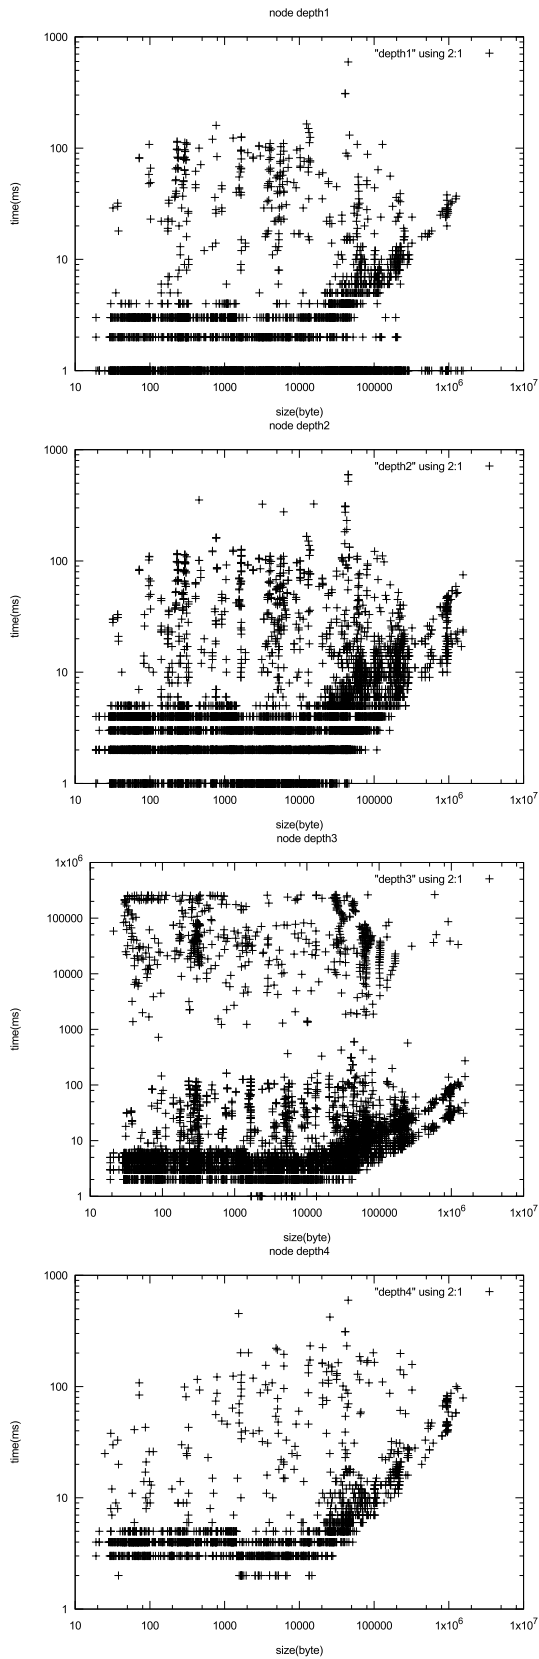 node depth1
1000
"depth1" using 2:1
100
time(ms)
10
1
10 100 1000 10000 100000 1x10^6 1x10^7
size(byte)
node depth2
1000
"depth2" using 2:1
100
time(ms)
10
1
10 100 1000 10000 100000 1x10^6 1x10^7
size(byte)
node depth3
1x10^6
"depth3" using 2:1
100000
10000
time(ms)
1000
100
10
1
10 100 1000 10000 100000 1x10^6 1x10^7
size(byte)
node depth4
1000
"depth4" using 2:1
100
time(ms)
10
1
10 100 1000 10000 100000 1x10^6 1x10^7
size(byte)